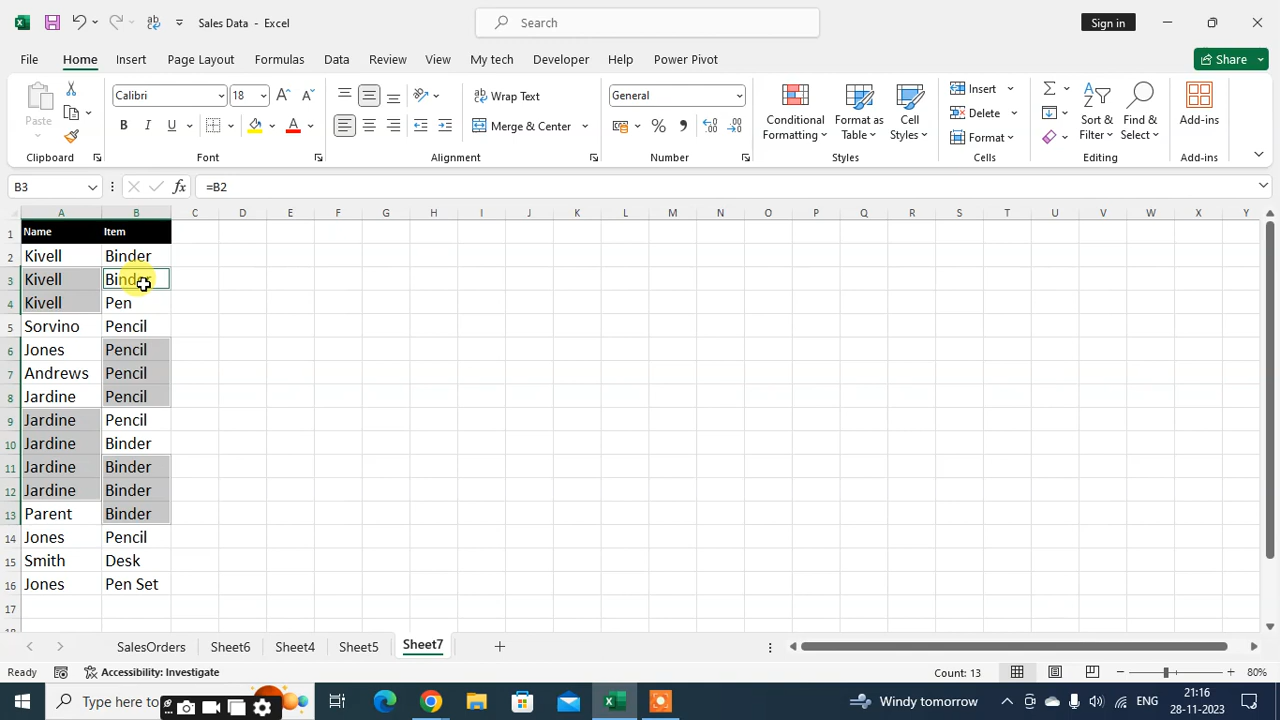 Sales Data - Excel
Search
Sign in
File Home Insert Page Layout Formulas Data Review View My tech Developer Help Power Pivot
Share
Paste
Calibri 18
B I U
Wrap Text
Merge & Center
General
Conditional Formatting
Format as Table
Cell Styles
Insert
Delete
Format
Sort & Filter
Find & Select
Add-ins
Clipboard Font Alignment Number Styles Cells Editing Add-ins
B3 fx =B2
A B C D E F G H I J K L M N O P Q R S T U V W X Y
1 Name Item
2 Kivell Binder
3 Kivell Binder
4 Kivell Pen
5 Sorvino Pencil
6 Jones Pencil
7 Andrews Pencil
8 Jardine Pencil
9 Jardine Pencil
10 Jardine Binder
11 Jardine Binder
12 Jardine Binder
13 Parent Binder
14 Jones Pencil
15 Smith Desk
16 Jones Pen Set
17
18
SalesOrders Sheet6 Sheet4 Sheet5 Sheet7
Ready Accessibility: Investigate Count: 13 80%
Type here to
Windy tomorrow
ENG
21:16
28-11-2023